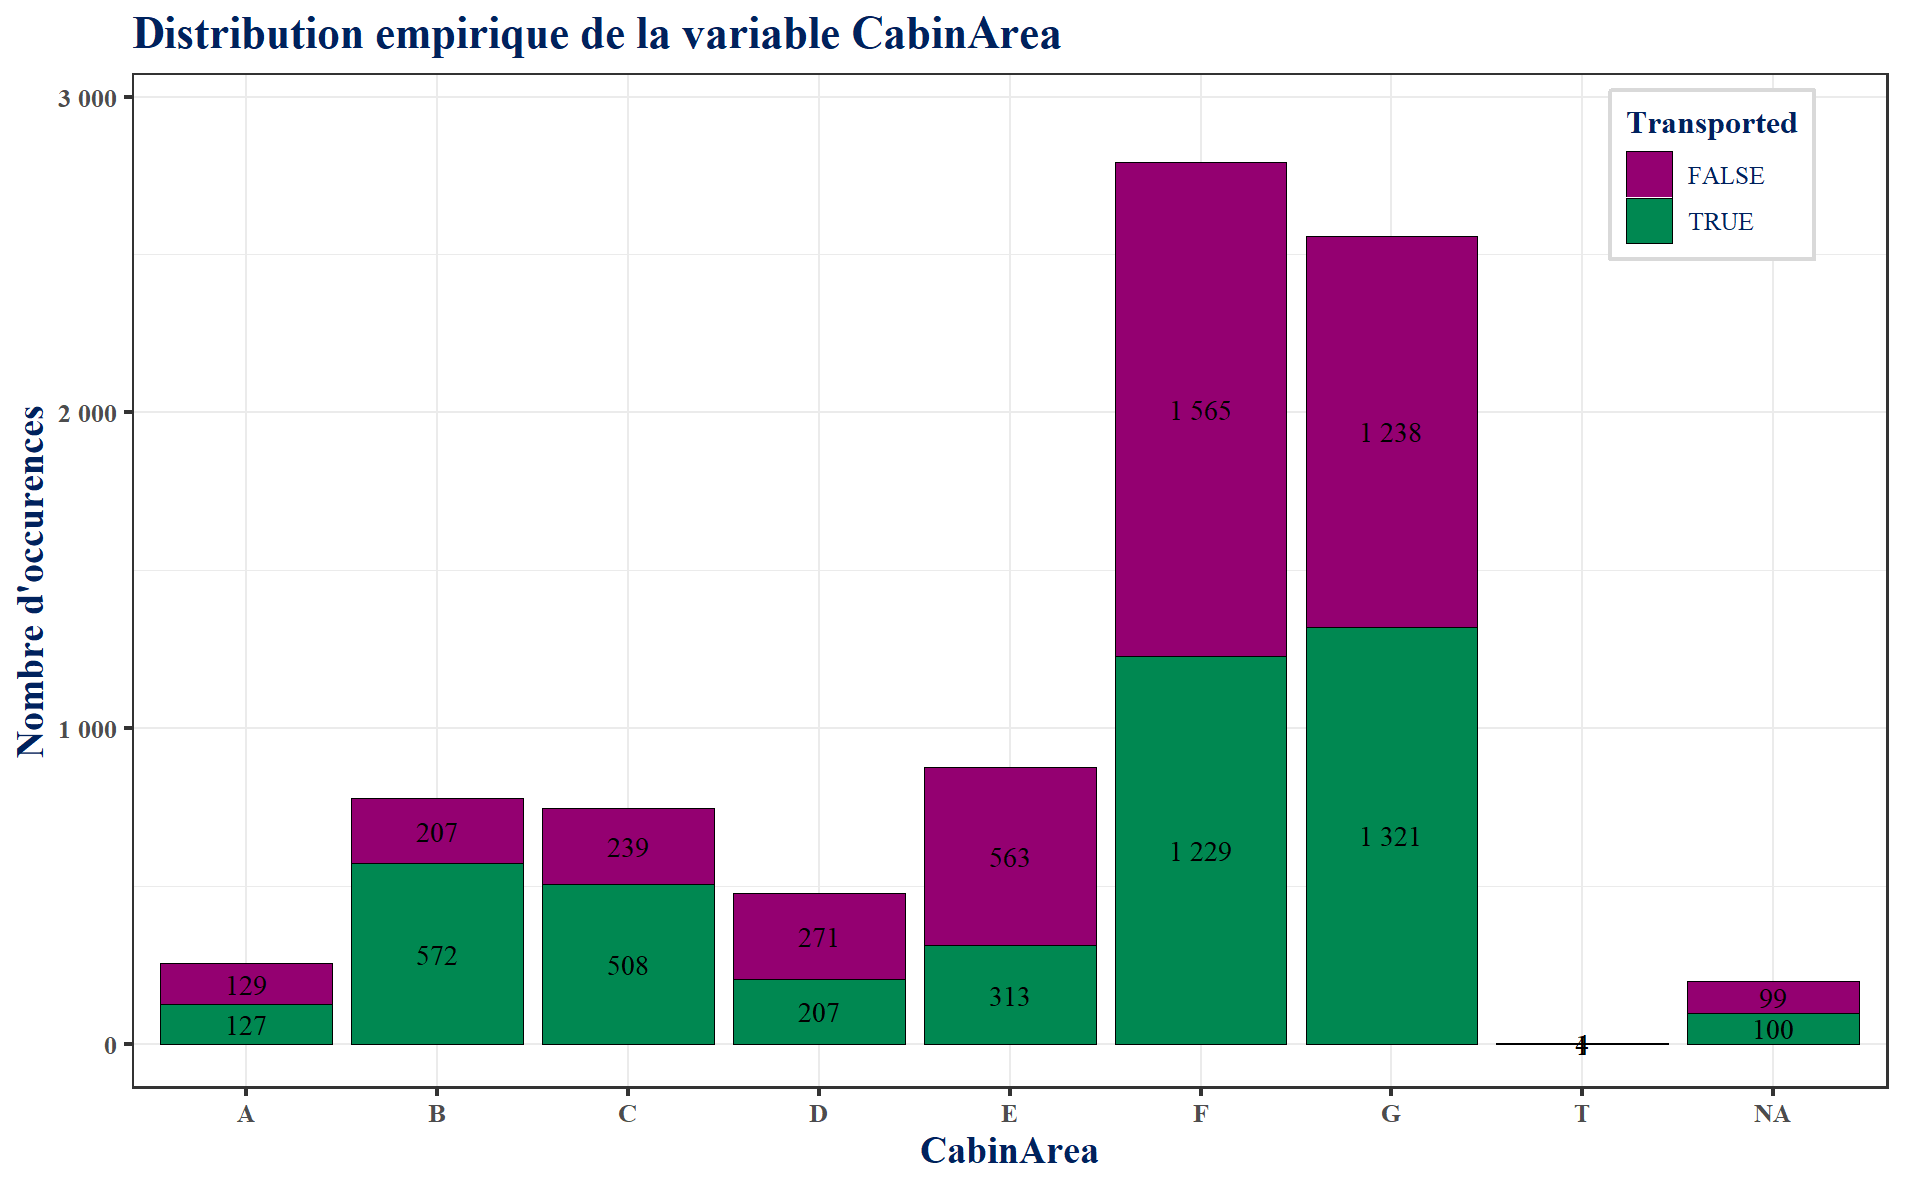 Distribution empirique de la variable CabinArea
3 000
2 000
1 000
0
Nombre d'occurences
Transported
FALSE
TRUE
129
127
207
572
239
508
271
207
563
313
1 565
1 229
1 238
1 321
99
100
A
B
C
D
E
F
G
T
NA
CabinArea